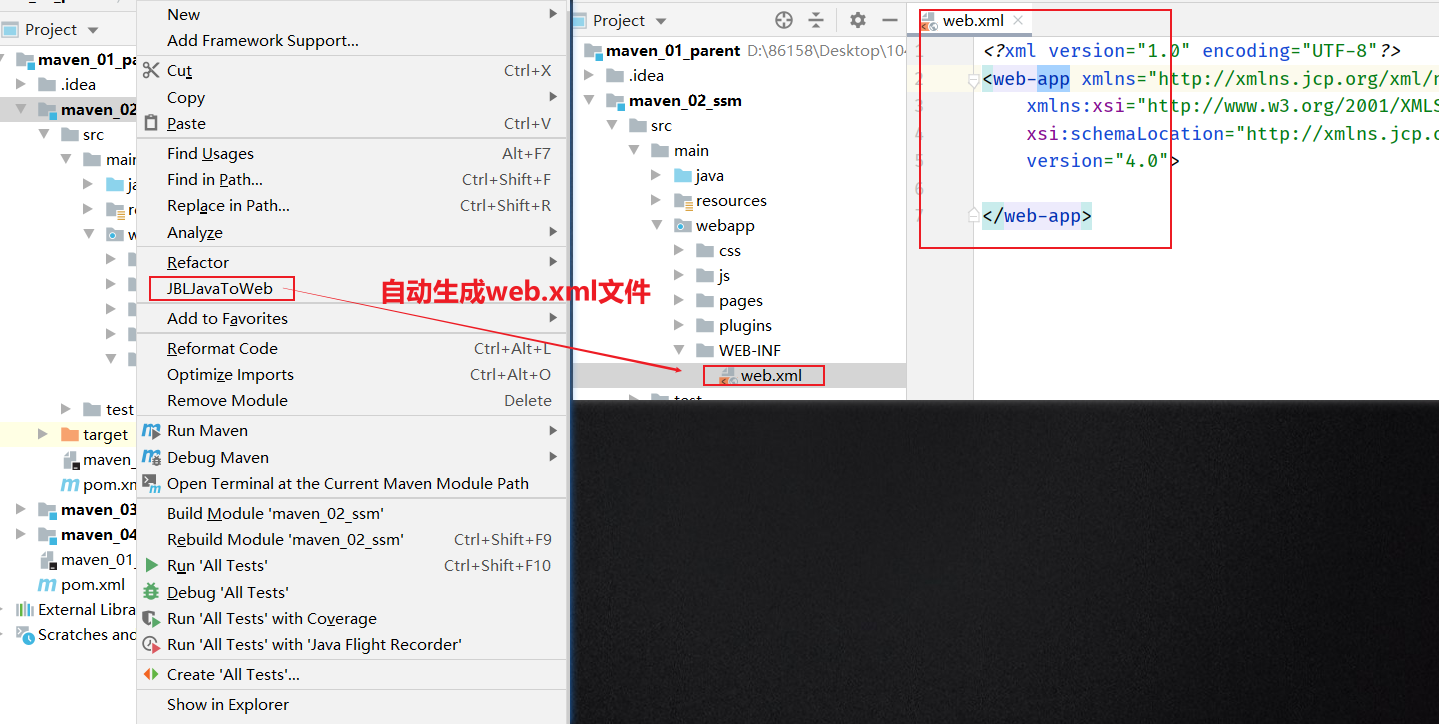 Project
maven_01_pa
.idea
maven_02
src
main
ja
re
w
test
target
maven_
pom.xm
maven_03
maven_04
maven_01_
pom.xml
External Libra
Scratches and
New
Add Framework Support...
Cut Ctrl+X
Copy
Paste Ctrl+V
Find Usages Alt+F7
Find in Path... Ctrl+Shift+F
Replace in Path... Ctrl+Shift+R
Analyze
Refactor
JBLJavaToWeb
Add to Favorites
Reformat Code Ctrl+Alt+L
Optimize Imports Ctrl+Alt+O
Remove Module Delete
Run Maven
Debug Maven
Open Terminal at the Current Maven Module Path
Build Module 'maven_02_ssm'
Rebuild Module 'maven_02_ssm' Ctrl+Shift+F9
Run 'All Tests' Ctrl+Shift+F10
Debug 'All Tests'
Run 'All Tests' with Coverage
Run 'All Tests' with 'Java Flight Recorder'
Create 'All Tests'...
Show in Explorer
自动生成web.xml文件
Project
maven_01_parent D:\86158\Desktop\104
.idea
maven_02_ssm
src
main
java
resources
webapp
css
js
pages
plugins
WEB-INF
web.xml
test
web.xml
1 <?xml version="1.0" encoding="UTF-8"?>
2 <web-app xmlns="http://xmlns.jcp.org/xml/n
3 xmlns:xsi="http://www.w3.org/2001/XMLS
4 xsi:schemaLocation="http://xmlns.jcp.o
5 version="4.0">
6
7 </web-app>